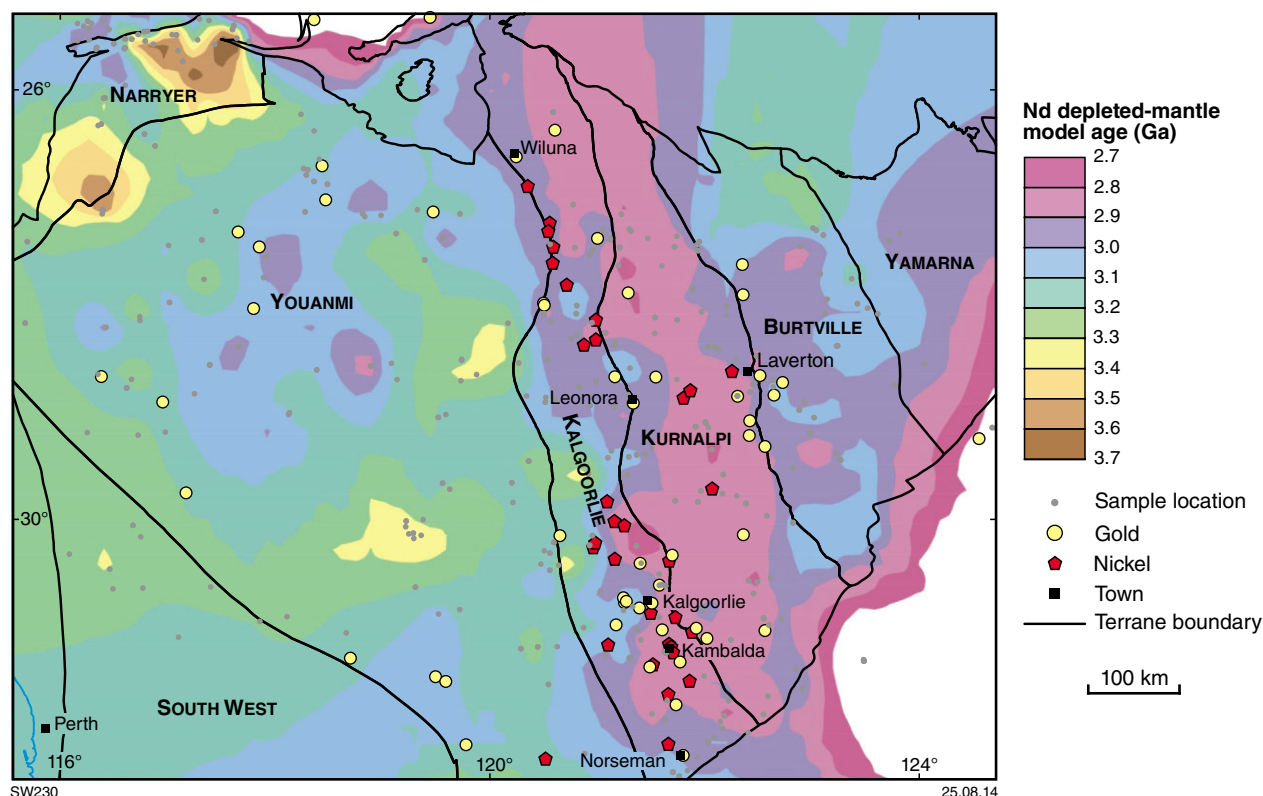 26°
NARRYER
Wiluna
YAMARNA
YOUANMI
BURTVILLE
Laverton
Leonora
KURNALPI
KALGOORLIE
30°
Kalgoorlie
Kambalda
SOUTH WEST
Perth
Norseman
116°
120°
124°
SW230
25.08.14
Nd depleted-mantle
model age (Ga)
2.7
2.8
2.9
3.0
3.1
3.2
3.3
3.4
3.5
3.6
3.7
Sample location
Gold
Nickel
Town
Terrane boundary
100 km